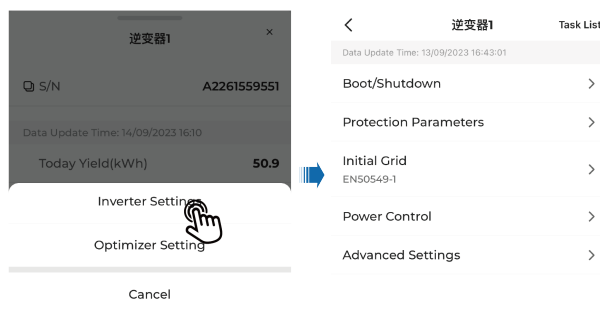 逆变器1
×
S/N A2261559551
Data Update Time: 14/09/2023 16:10
Today Yield(kWh) 50.9
Inverter Settings
Optimizer Setting
Cancel
逆变器1 Task List
Data Update Time: 13/09/2023 16:43:01
Boot/Shutdown
Protection Parameters
Initial Grid
EN50549-1
Power Control
Advanced Settings